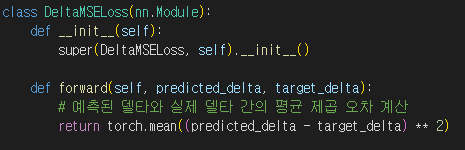 class DeltaMSELoss(nn.Module):
    def __init__(self):
        super(DeltaMSELoss, self).__init__()

    def forward(self, predicted_delta, target_delta):
        # 예측된 델타와 실제 델타 간의 평균 제곱 오차 계산
        return torch.mean((predicted_delta - target_delta) ** 2)